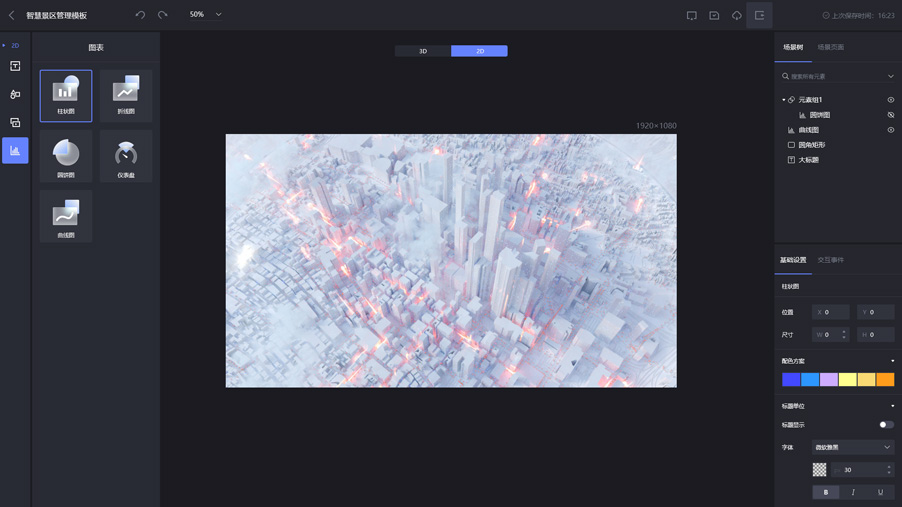 智慧景区管理模板
50%
上次保存时间：16:23
2D
图表
柱状图
折线图
圆饼图
仪表盘
曲线图
3D
2D
1920×1080
场景树
场景页面
搜索所有元素
元素组1
圆饼图
曲线图
圆角矩形
大标题
基础设置
交互事件
柱状图
位置
X 0
Y 0
尺寸
W 0
H 0
配色方案
标题单位
标题显示
字体
微软雅黑
30
B
I
U